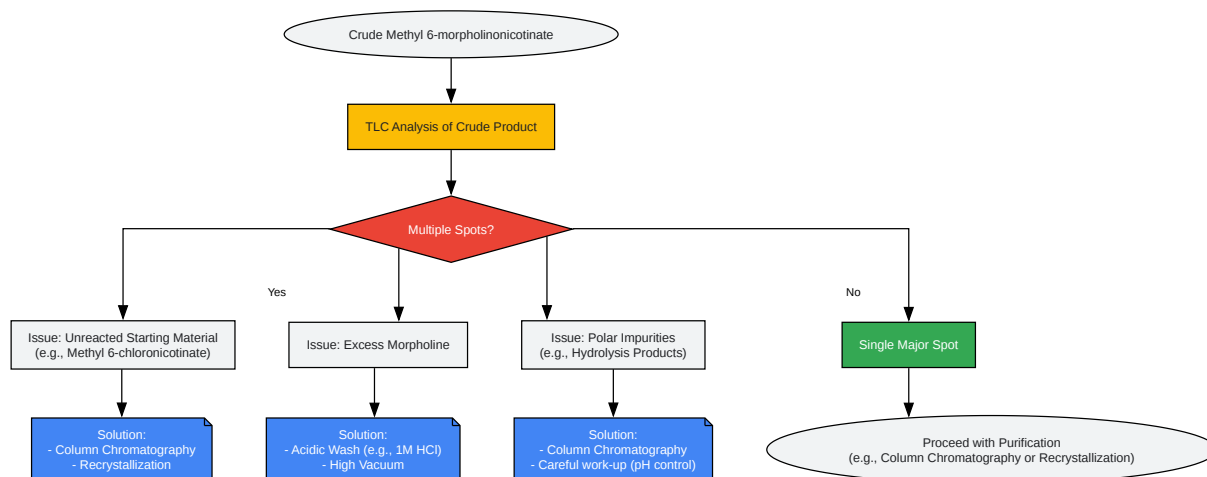 Crude Methyl 6-morpholinonicotinate
TLC Analysis of Crude Product
Multiple Spots?
Yes
No
Issue: Unreacted Starting Material
(e.g., Methyl 6-chloronicotinate)
Issue: Excess Morpholine
Issue: Polar Impurities
(e.g., Hydrolysis Products)
Single Major Spot
Solution:
- Column Chromatography
- Recrystallization
Solution:
- Acidic Wash (e.g., 1M HCl)
- High Vacuum
Solution:
- Column Chromatography
- Careful work-up (pH control)
Proceed with Purification
(e.g., Column Chromatography or Recrystallization)